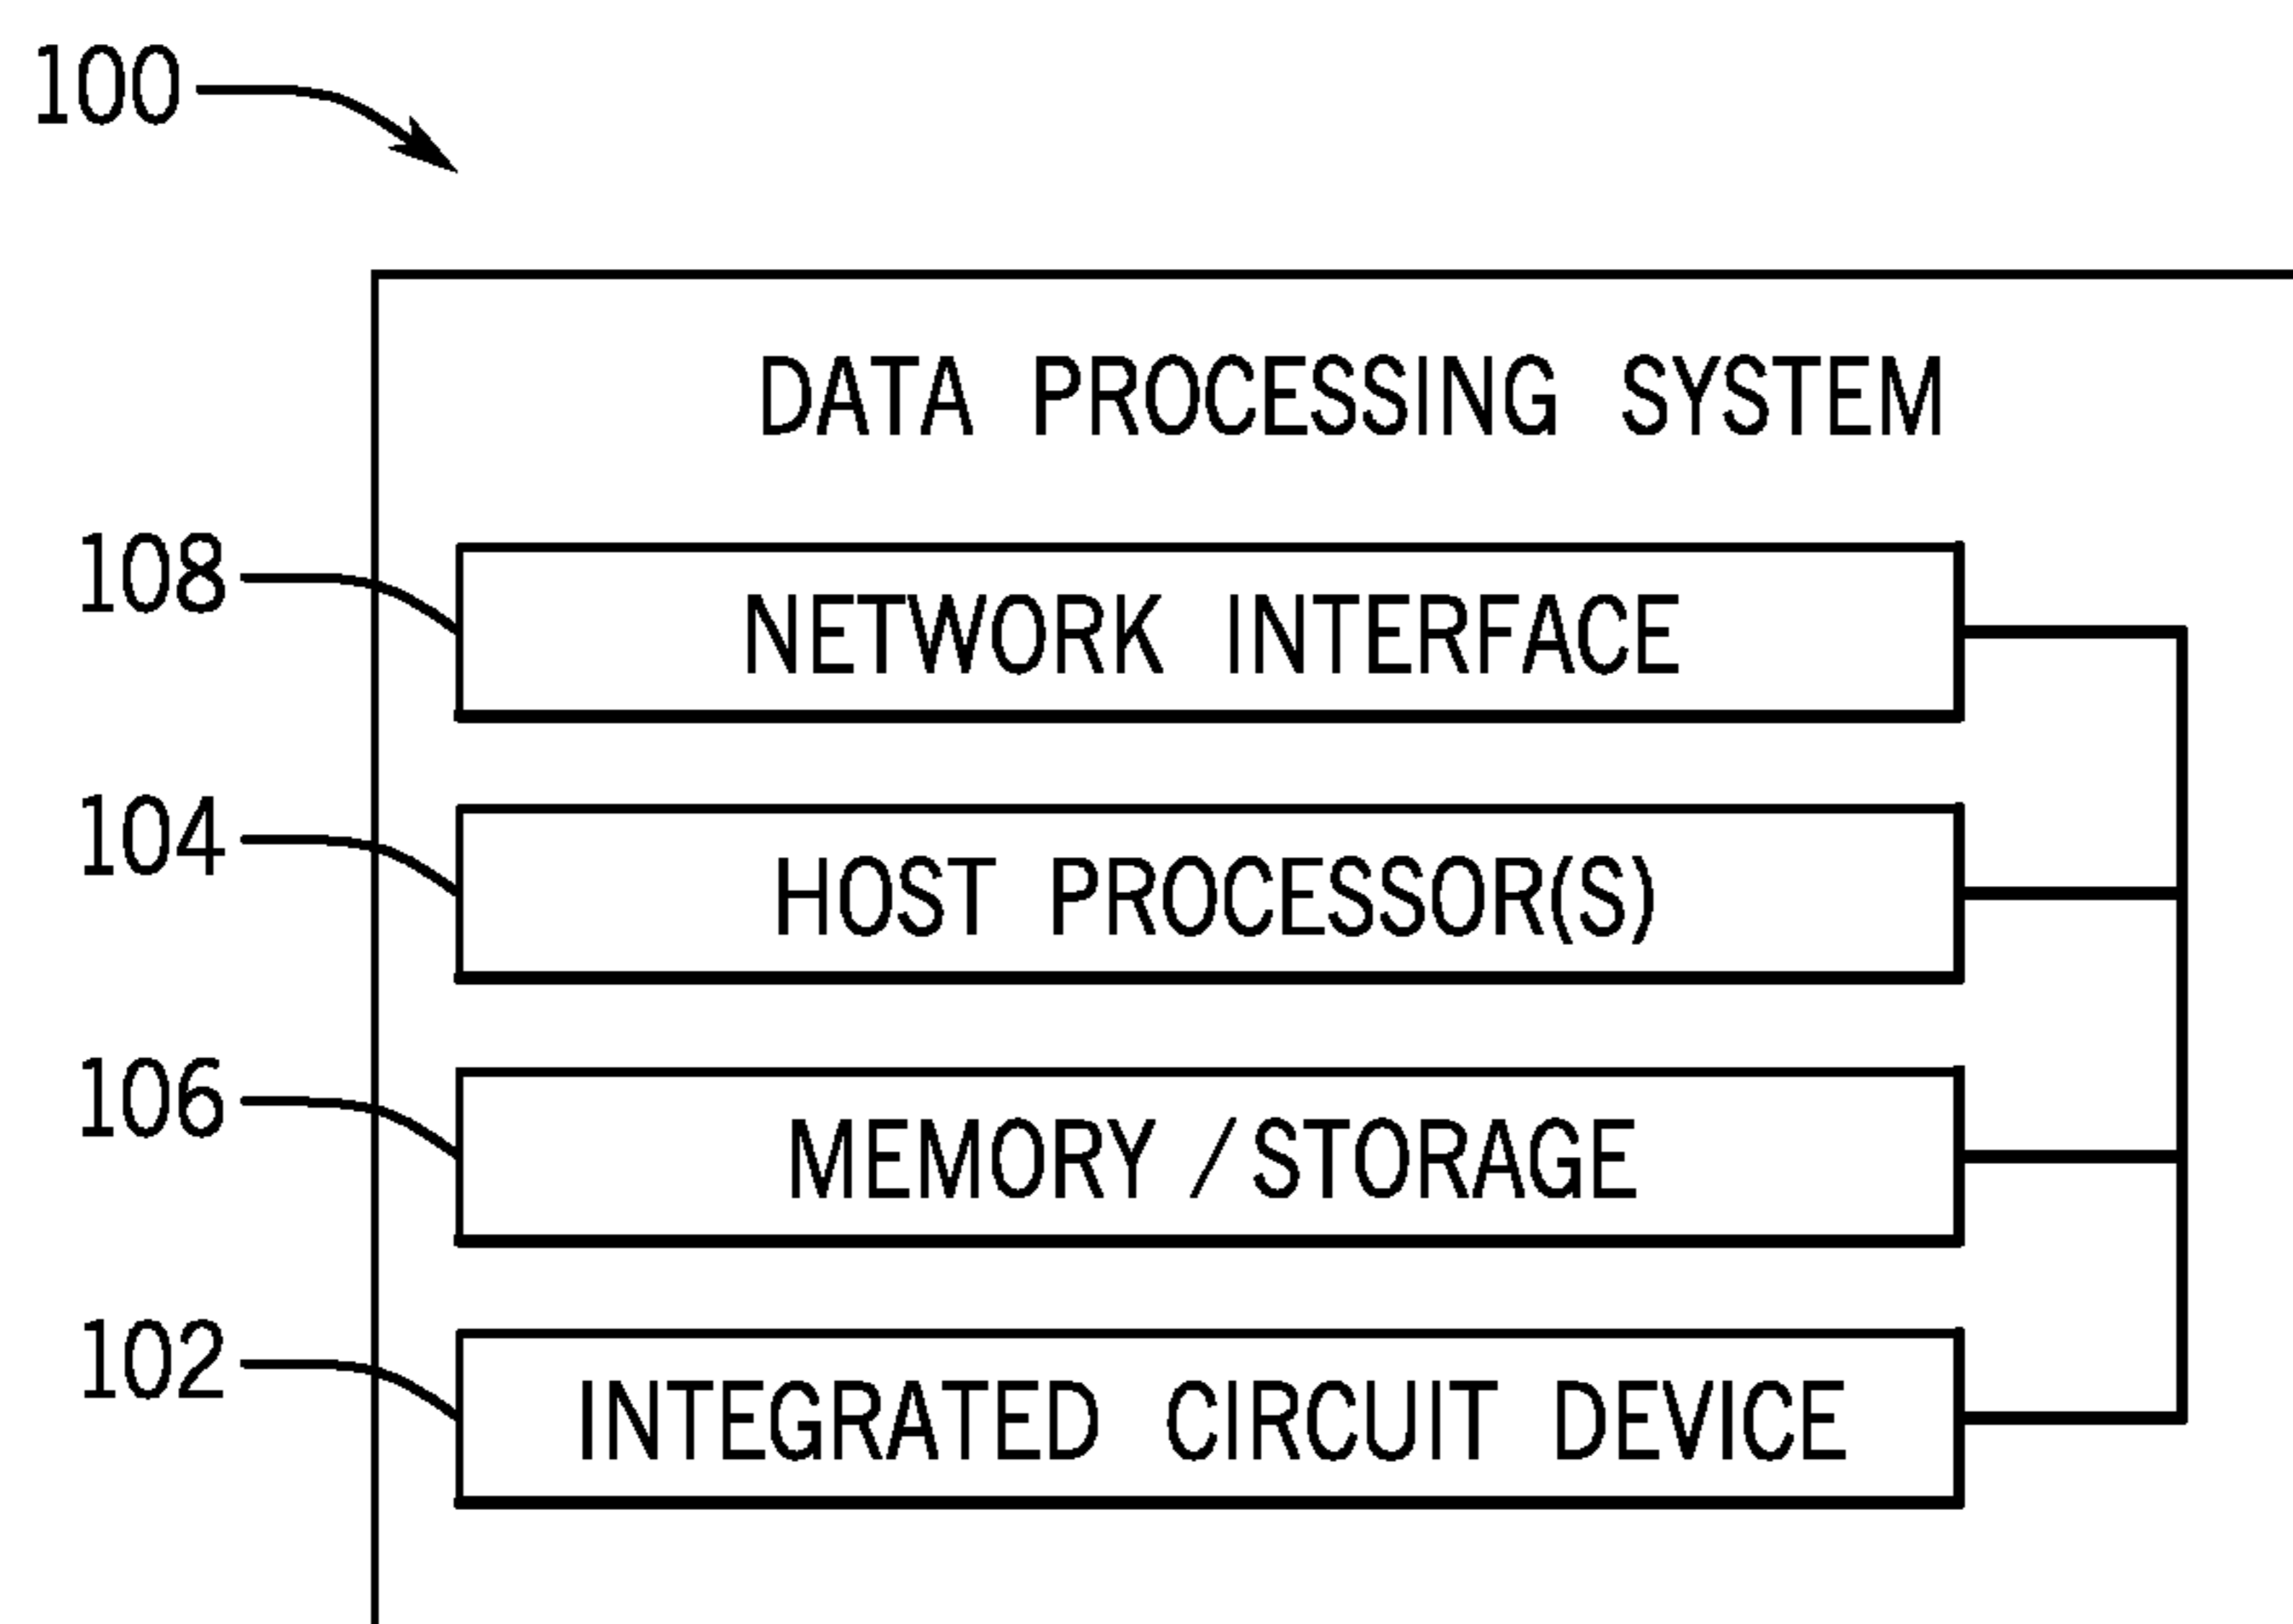 100
DATA PROCESSING SYSTEM
108 NETWORK INTERFACE
104 HOST PROCESSOR(S)
106 MEMORY/STORAGE
102 INTEGRATED CIRCUIT DEVICE